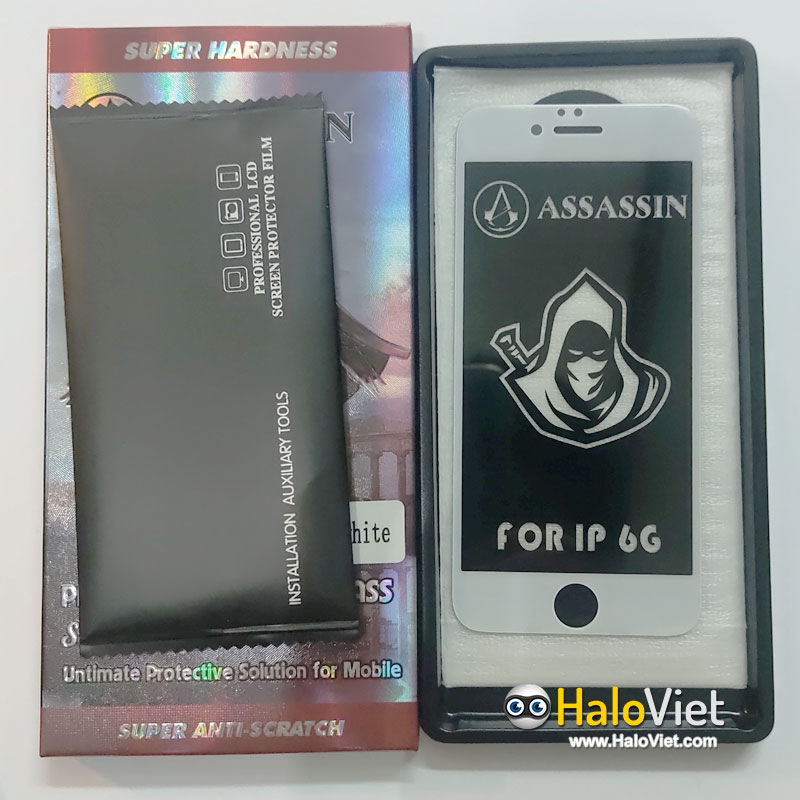 SUPER HARDNESS
N
PROFESSIONAL LCD
SCREEN PROTECTOR FILM
INSTALLATION AUXILIARY TOOLS
hite
ASS
Untimate Protective Solution for Mobile
SUPER ANTI-SCRATCH
ASSASSIN
FOR IP 6G
HaloViet
www.HaloViet.com